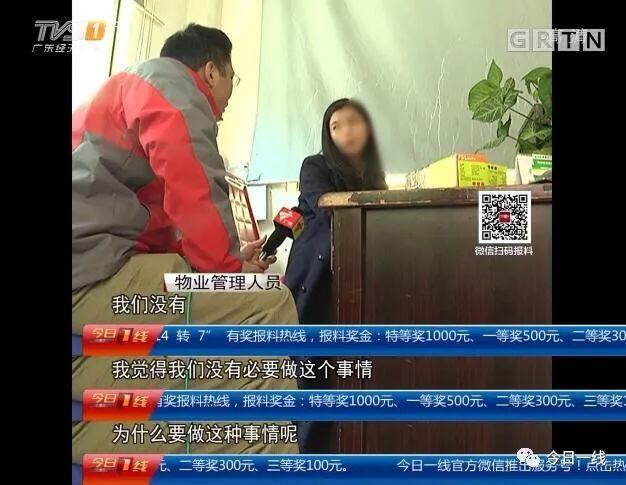 TVS1
GRTN
广东经济
微信扫码报料
物业管理人员
我们没有
今日一线
14 转 7” 有奖报料热线，报料奖金：特等奖1000元、一等奖500元、二等奖30
我觉得我们没有必要做这个事情
今日一线
有奖报料热线，报料奖金：特等奖1000元、一等奖500元、二等奖300元、三等奖1
为什么要做这种事情呢
今日一线
元、二等奖300元、三等奖100元。 今日一线官方微信推出服务号！点击热
今日一线